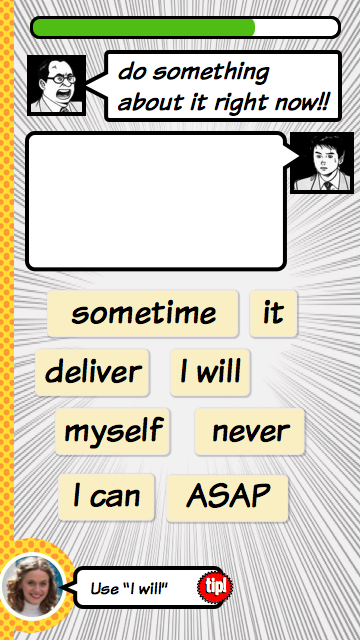 do something
about it right now!!
sometime it
deliver I will
myself never
I can ASAP
Use "I will" tip!